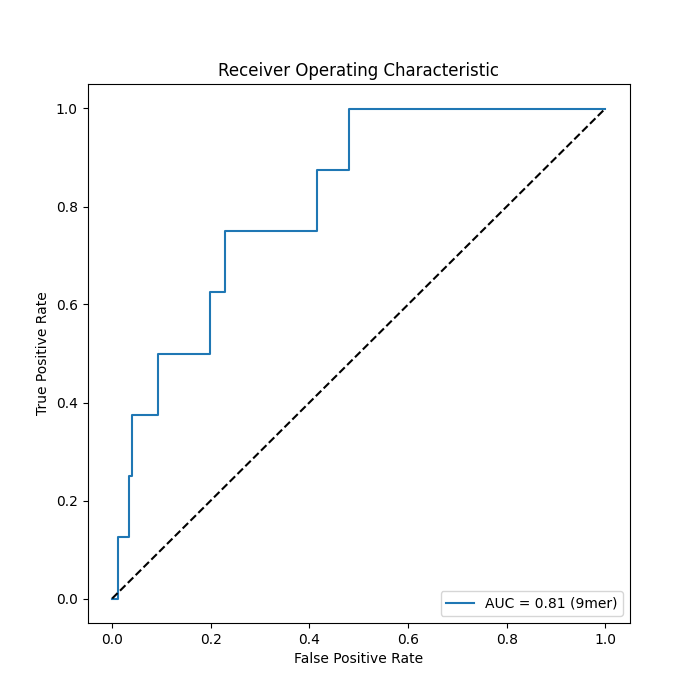 Receiver Operating Characteristic
1.0
0.8
0.6
0.4
0.2
0.0
True Positive Rate
AUC = 0.81 (9mer)
0.0 0.2 0.4 0.6 0.8 1.0
False Positive Rate